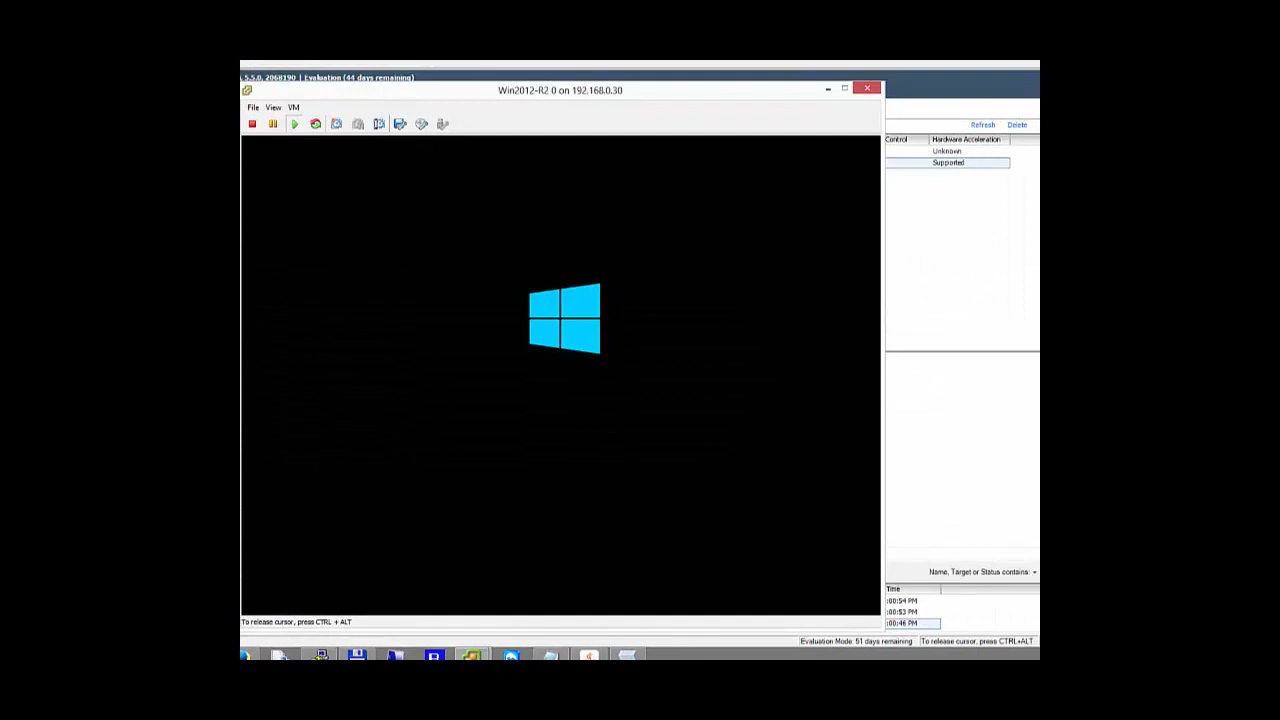 , 5.5.0, 2068190 | Evaluation (44 days remaining)
Win2012-R2 0 on 192.168.0.30
File View VM
Refresh Delete
Control Hardware Acceleration
Unknown
Supported
Name, Target or Status contains:
Time
:00:54 PM
:00:53 PM
:00:46 PM
To release cursor, press CTRL + ALT
Evaluation Mode: 51 days remaining To release cursor, press CTRL+ALT